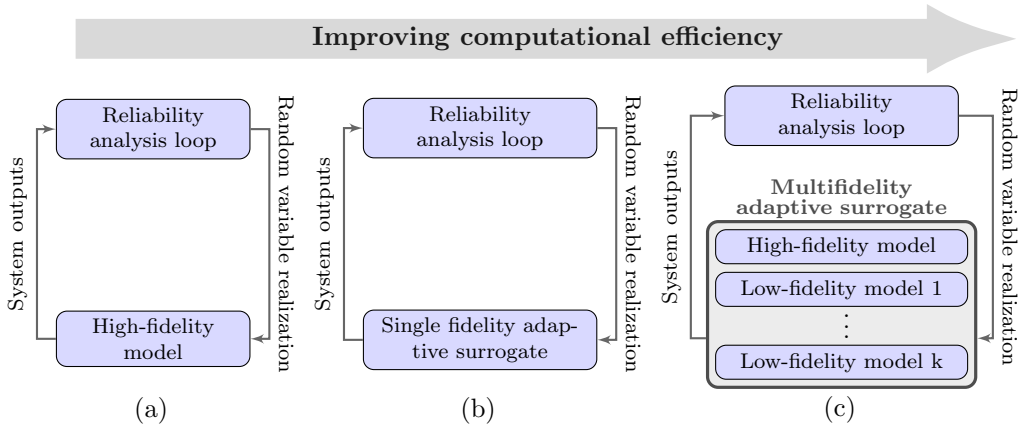 Improving computational efficiency
Reliability
analysis loop
System outputs
Random variable realization
High-fidelity
model
(a)
Reliability
analysis loop
System outputs
Random variable realization
Single fidelity adap-
tive surrogate
(b)
Reliability
analysis loop
System outputs
Random variable realization
Multifidelity
adaptive surrogate
High-fidelity model
Low-fidelity model 1
⋮
Low-fidelity model k
(c)